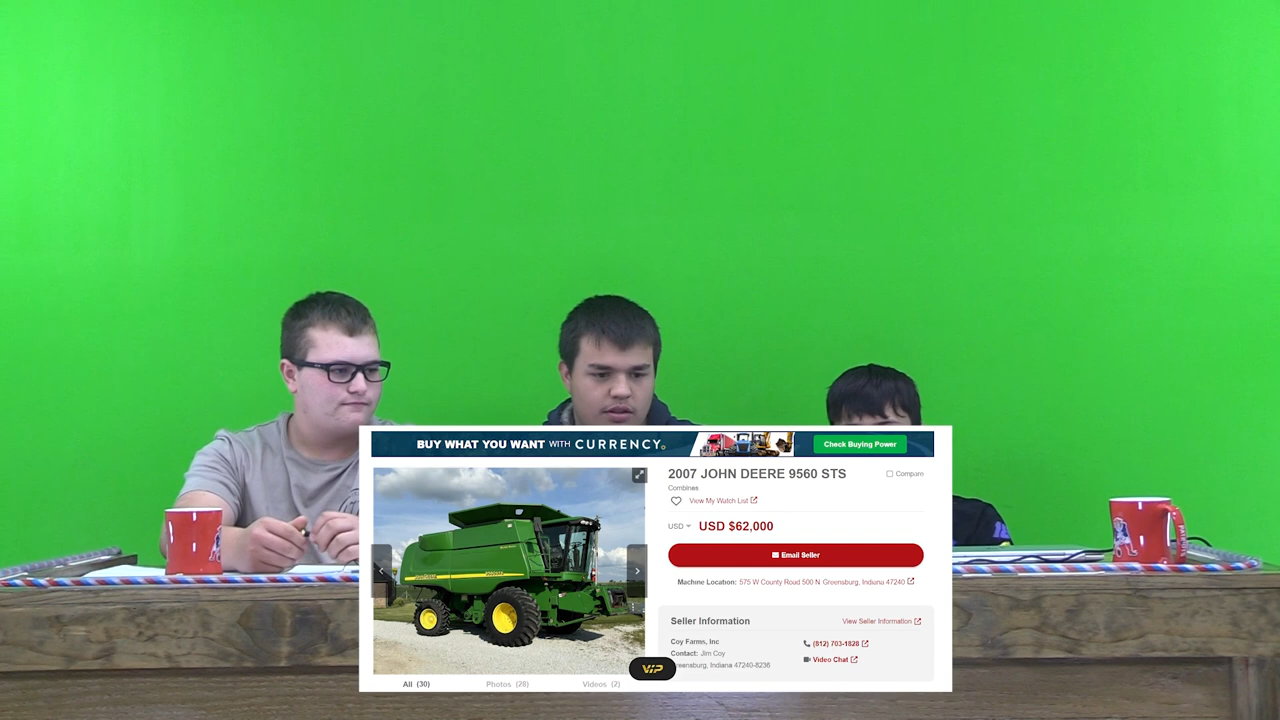 BUY WHAT YOU WANT WITH CURRENCY
Check Buying Power
2007 JOHN DEERE 9560 STS
Compare
Combines
View My Watch List
USD
USD $62,000
Email Seller
Machine Location: 575 W County Road 500 N Greensburg, Indiana 47240
Seller Information
View Seller Information
Coy Farms, Inc
(812) 703-1828
Contact: Jim Coy
Video Chat
reensburg, Indiana 47240-8236
VIP
All (30)
Photos (28)
Videos (2)